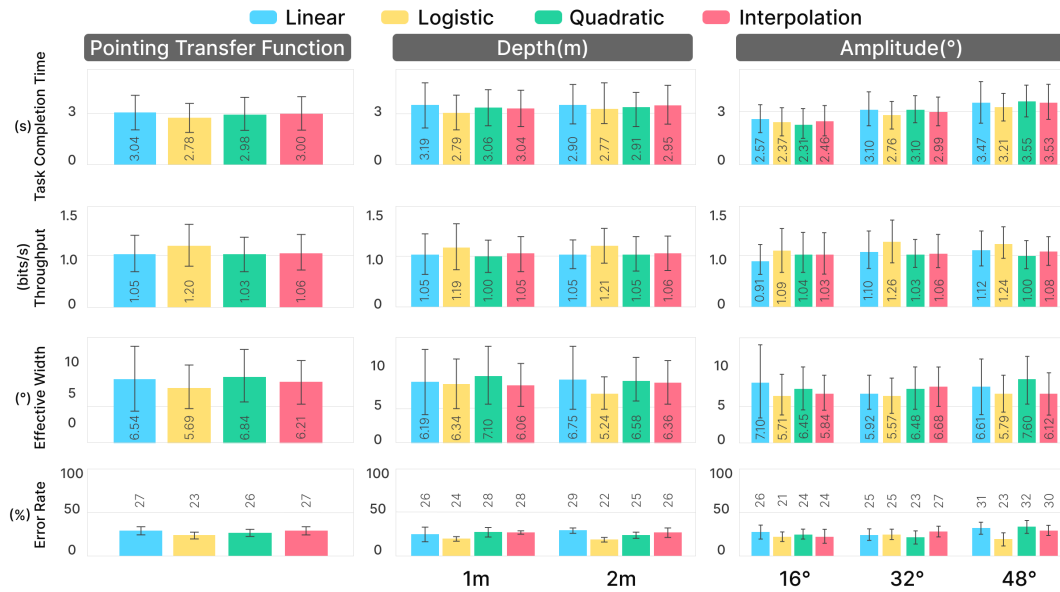 Linear Logistic Quadratic Interpolation
Pointing Transfer Function Depth(m) Amplitude(°)
Task Completion Time
(s)
3
0
3.04 2.78 2.98 3.00
3
0
3.19 2.79 3.06 3.04 2.90 2.77 2.91 2.95
3
0
2.57 2.37 2.31 2.46 3.10 2.76 3.10 2.99 3.47 3.21 3.55 3.53
Throughput
(bits/s)
1.5
1.0
0
1.05 1.20 1.03 1.06
1.5
1.0
0
1.05 1.19 1.00 1.05 1.05 1.21 1.05 1.06
1.5
1.0
0
0.91 1.09 1.04 1.03 1.10 1.26 1.03 1.06 1.12 1.24 1.00 1.08
Effective Width
(°)
10
5
0
6.54 5.69 6.84 6.21
10
5
0
6.19 6.34 7.10 6.06 6.75 5.24 6.58 6.36
10
5
0
7.10 5.71 6.45 5.84 5.92 5.57 6.48 6.68 6.61 5.79 7.60 6.12
Error Rate
(%)
100
50
0
27 23 26 27
100
50
0
26 24 28 28 29 22 25 26
100
50
0
26 21 24 24 25 25 23 27 31 23 32 30
1m 2m 16° 32° 48°